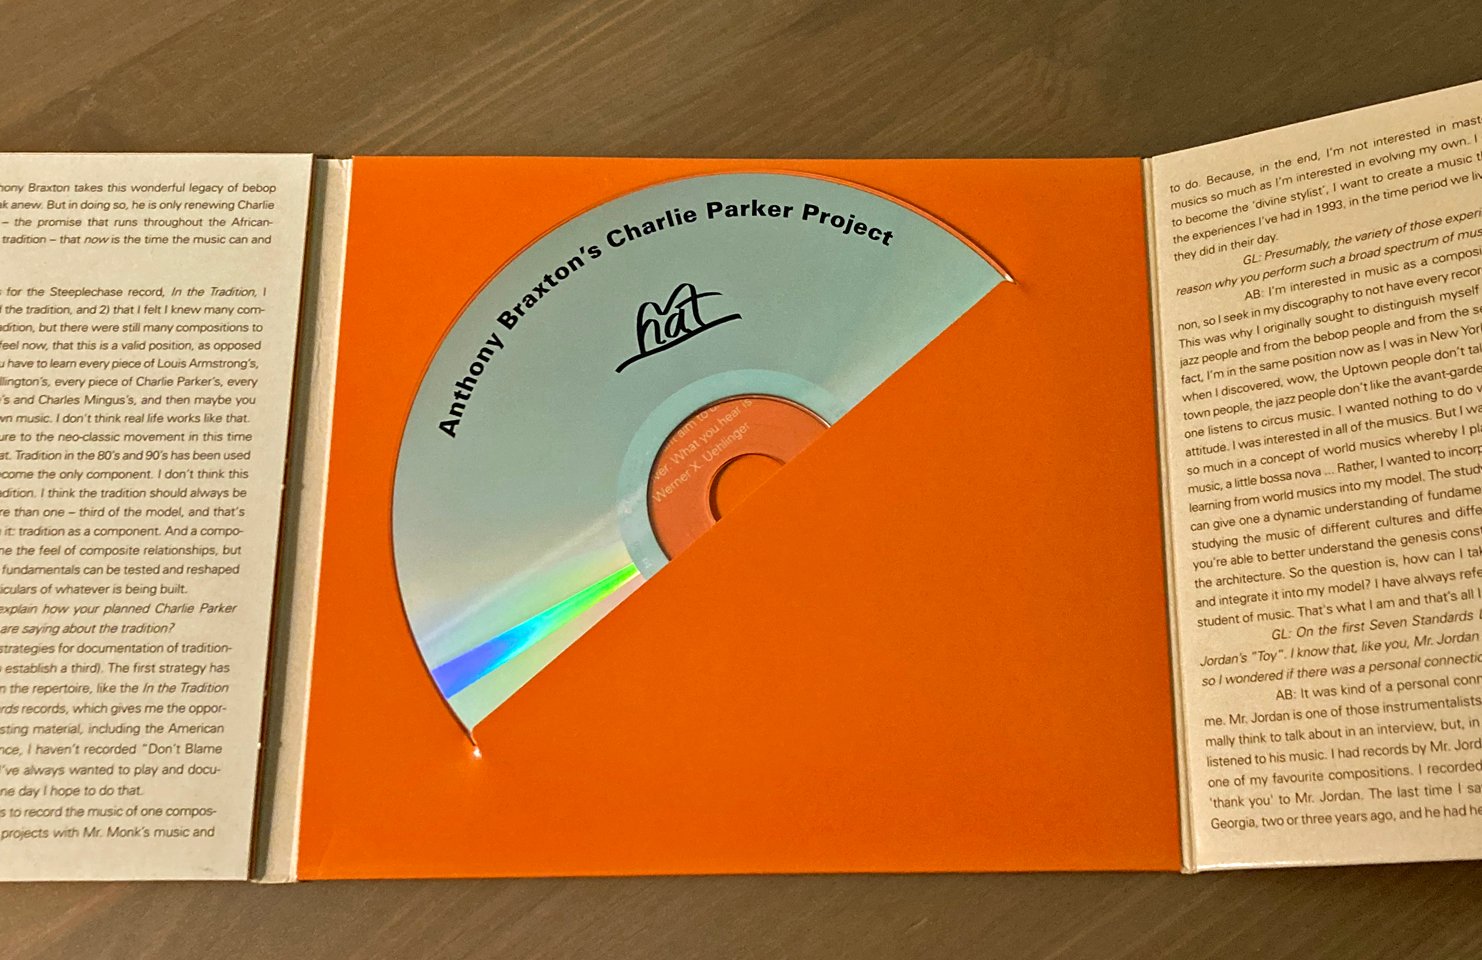 hony Braxton takes this wonderful legacy of bebop
ak anew. But in doing so, he is only renewing Charlie
– the promise that runs throughout the African-
tradition – that now is the time the music can and
for the Steeplechase record, In the Tradition, I
the tradition, and 2) that I felt I knew many com-
dition, but there were still many compositions to
feel now, that this is a valid position, as opposed
u have to learn every piece of Louis Armstrong's,
llington's, every piece of Charlie Parker's, every
's and Charles Mingus's, and then maybe you
wn music. I don't think real life works like that.
ure to the neo-classic movement in this time
at. Tradition in the 80's and 90's has been used
come the only component. I don't think this
dition. I think the tradition should always be
re than one – third of the model, and that's
it: tradition as a component. And a compo-
ne the feel of composite relationships, but
fundamentals can be tested and reshaped
iculars of whatever is being built.
explain how your planned Charlie Parker
are saying about the tradition?
strategies for documentation of tradition-
establish a third). The first strategy has
n the repertoire, like the In the Tradition
rds records, which gives me the oppor-
sting material, including the American
nce, I haven't recorded "Don't Blame
I've always wanted to play and docu-
ne day I hope to do that.
s to record the music of one compos-
projects with Mr. Monk's music and
Anthony Braxton's Charlie Parker Project
hat
aim to
ver. What you hear is
Werner X. Uehlinger
to do. Because, in the end, I'm not interested in mast
musics so much as I'm interested in evolving my own. I
to become the 'divine stylist', I want to create a music t
the experiences I've had in 1993, in the time period we liv
they did in their day.
GL: Presumably, the variety of those experi
reason why you perform such a broad spectrum of mus
AB: I'm interested in music as a composi
non, so I seek in my discography to not have every recor
This was why I originally sought to distinguish myself
jazz people and from the bebop people and from the se
fact, I'm in the same position now as I was in New York
when I discovered, wow, the Uptown people don't tal
town people, the jazz people don't like the avant-garde
one listens to circus music. I wanted nothing to do w
attitude. I was interested in all of the musics. But I wa
so much in a concept of world musics whereby I pl
music, a little bossa nova ... Rather, I wanted to incorp
learning from world musics into my model. The stud
can give one a dynamic understanding of fundame
studying the music of different cultures and diffe
you're able to better understand the genesis const
the architecture. So the question is, how can I tak
and integrate it into my model? I have always refe
student of music. That's what I am and that's all I
GL: On the first Seven Standards
Jordan's "Toy". I know that, like you, Mr. Jordan
so I wondered if there was a personal connectio
AB: It was kind of a personal conn
me. Mr. Jordan is one of those instrumentalists
mally think to talk about in an interview, but, in
listened to his music. I had records by Mr. Jord
one of my favourite compositions. I recorded
'thank you' to Mr. Jordan. The last time I sa
Georgia, two or three years ago, and he had he